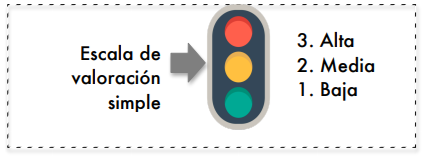 Escala de
valoración
simple
3. Alta
2. Media
1. Baja